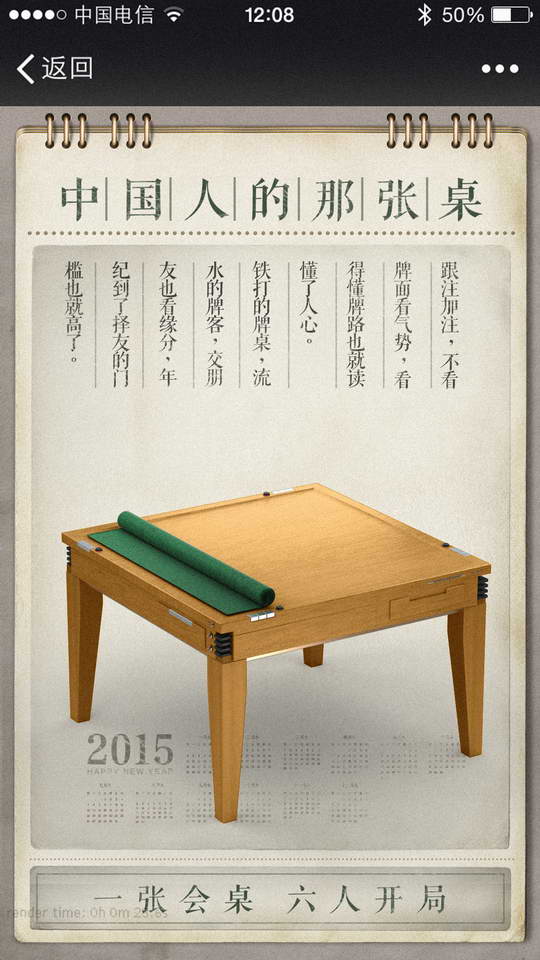 中国电信
12:08
50%
返回
中国人的那张桌
跟注加注，不看
牌面看气势，看
得懂牌路也就读
懂了人心。
铁打的牌桌，流
水的牌客，交朋
友也看缘分，年
纪到了择友的门
槛也就高了。
2015
HAPPY NEW YEAR
一张会桌 六人开局
render time: 0h 0m